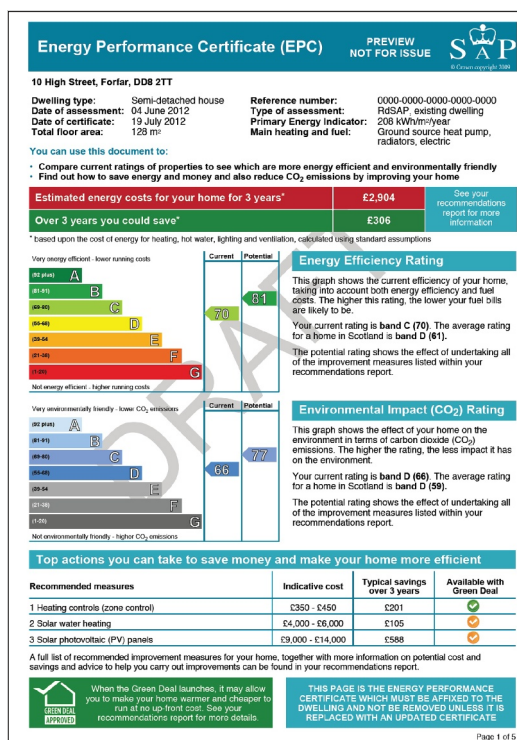 Energy Performance Certificate (EPC)
PREVIEW
NOT FOR ISSUE
SAP
© Crown copyright 2009
10 High Street, Forfar, DD8 2TT
Dwelling type: Semi-detached house
Date of assessment: 04 June 2012
Date of certificate: 19 July 2012
Total floor area: 128 m²
Reference number: 0000-0000-0000-0000-0000
Type of assessment: RdSAP, existing dwelling
Primary Energy Indicator: 208 kWh/m²/year
Main heating and fuel: Ground source heat pump,
radiators, electric
You can use this document to:
• Compare current ratings of properties to see which are more energy efficient and environmentally friendly
• Find out how to save energy and money and also reduce CO₂ emissions by improving your home
Estimated energy costs for your home for 3 years* £2,904
Over 3 years you could save* £306
See your
recommendations
report for more
information
* based upon the cost of energy for heating, hot water, lighting and ventilation, calculated using standard assumptions
Very energy efficient - lower running costs
Current Potential
(92 plus) A
(81-91) B
(69-80) C
(55-68) D
(39-54 E
(21-38) F
(1-20) G
70
81
Not energy efficient - higher running costs
Energy Efficiency Rating
This graph shows the current efficiency of your home,
taking into account both energy efficiency and fuel
costs. The higher this rating, the lower your fuel bills
are likely to be.
Your current rating is band C (70). The average rating
for a home in Scotland is band D (61).
The potential rating shows the effect of undertaking all
of the improvement measures listed within your
recommendations report.
Very environmentally friendly - lower CO₂ emissions
Current Potential
(92 plus) A
(81-91) B
(69-80) C
(55-68) D
(39-54 E
(21-38) F
(1-20) G
66
77
Not environmentally friendly - higher CO₂ emissions
Environmental Impact (CO₂) Rating
This graph shows the effect of your home on the
environment in terms of carbon dioxide (CO₂)
emissions. The higher the rating, the less impact it has
on the environment.
Your current rating is band D (66). The average rating
for a home in Scotland is band D (59).
The potential rating shows the effect of undertaking all
of the improvement measures listed within your
recommendations report.
DRAFT
Top actions you can take to save money and make your home more efficient
Recommended measures Indicative cost Typical savings over 3 years Available with Green Deal
1 Heating controls (zone control) £350 - £450 £201
2 Solar water heating £4,000 - £6,000 £105
3 Solar photovoltaic (PV) panels £9,000 - £14,000 £588
A full list of recommended improvement measures for your home, together with more information on potential cost and
savings and advice to help you carry out improvements can be found in your recommendations report.
GREEN DEAL
APPROVED
When the Green Deal launches, it may allow
you to make your home warmer and cheaper to
run at no up-front cost. See your
recommendations report for more details.
THIS PAGE IS THE ENERGY PERFORMANCE
CERTIFICATE WHICH MUST BE AFFIXED TO THE
DWELLING AND NOT BE REMOVED UNLESS IT IS
REPLACED WITH AN UPDATED CERTIFICATE
Page 1 of 5